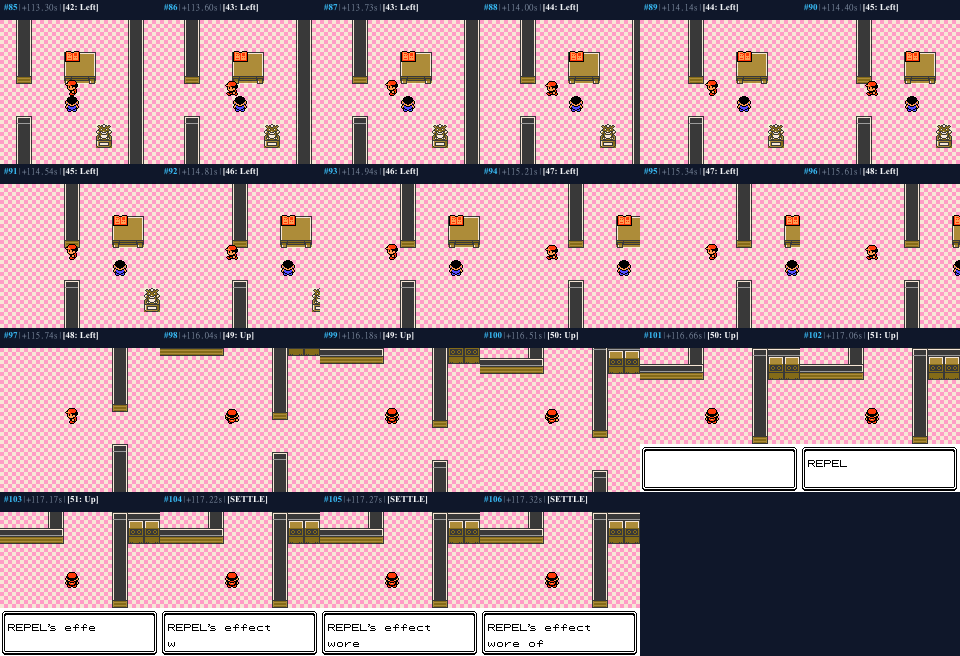 #85 | +113.30s | [42: Left]
#86 | +113.60s | [43: Left]
#87 | +113.73s | [43: Left]
#88 | +114.00s | [44: Left]
#89 | +114.14s | [44: Left]
#90 | +114.40s | [45: Left]
#91 | +114.54s | [45: Left]
#92 | +114.81s | [46: Left]
#93 | +114.94s | [46: Left]
#94 | +115.21s | [47: Left]
#95 | +115.34s | [47: Left]
#96 | +115.61s | [48: Left]
#97 | +115.74s | [48: Left]
#98 | +116.04s | [49: Up]
#99 | +116.18s | [49: Up]
#100 | +116.51s | [50: Up]
#101 | +116.66s | [50: Up]
#102 | +117.06s | [51: Up]
REPEL
#103 | +117.17s | [51: Up]
#104 | +117.22s | [SETTLE]
#105 | +117.27s | [SETTLE]
#106 | +117.32s | [SETTLE]
REPEL's effe
REPEL's effect
w
REPEL's effect
wore
REPEL's effect
wore of